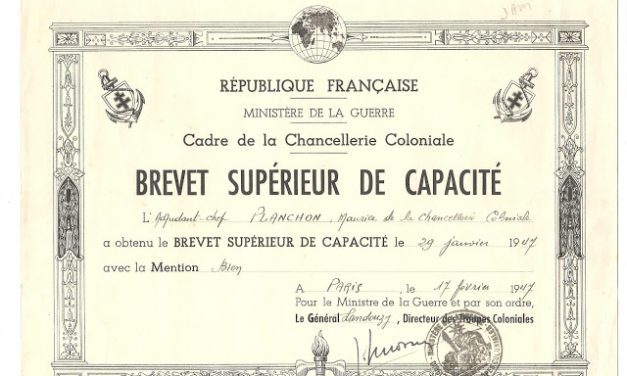 RÉPUBLIQUE FRANÇAISE
MINISTÈRE DE LA GUERRE
Cadre de la Chancellerie Coloniale
BREVET SUPÉRIEUR DE CAPACITÉ
L'Adjudant-chef PLANCHON, Maurice de la Chancellerie Coloniale
a obtenu le BREVET SUPÉRIEUR DE CAPACITÉ le 29 janvier 1947
avec la Mention Bien
A PARIS, le 17 février 1947
Pour le Ministre de la Guerre et par son ordre,
Le Général Landouzy, Directeur des Troupes Coloniales